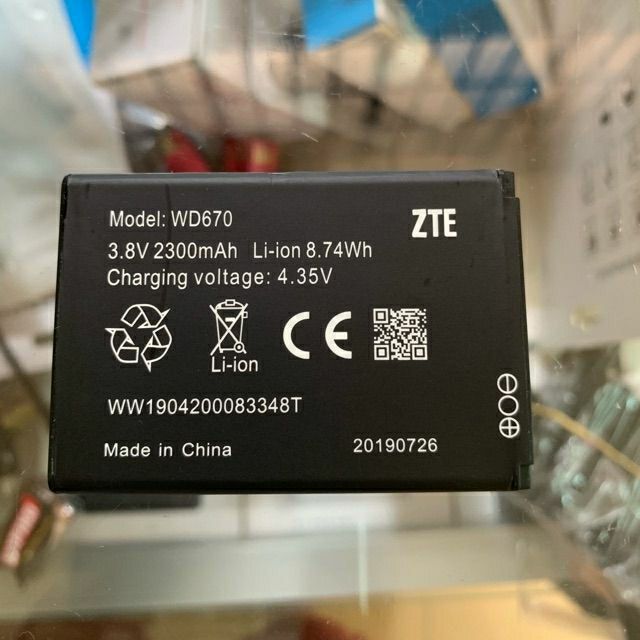 Model: WD670
ZTE
3.8V 2300mAh Li-ion 8.74Wh
Charging voltage: 4.35V
Li-ion
CE
WW1904200083348T
Made in China
20190726